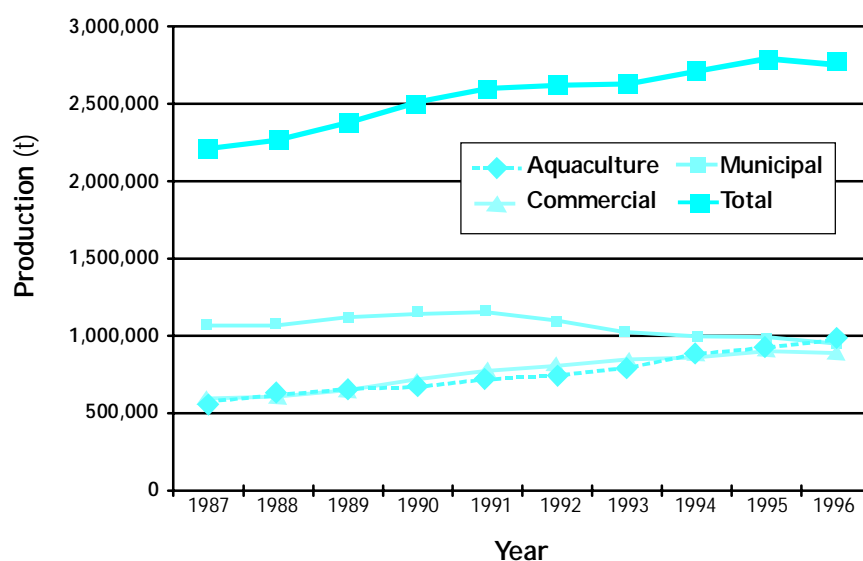 3,000,000
2,500,000
2,000,000
1,500,000
1,000,000
500,000
0
Production (t)
Aquaculture Municipal
Commercial Total
1987 1988 1989 1990 1991 1992 1993 1994 1995 1996
Year